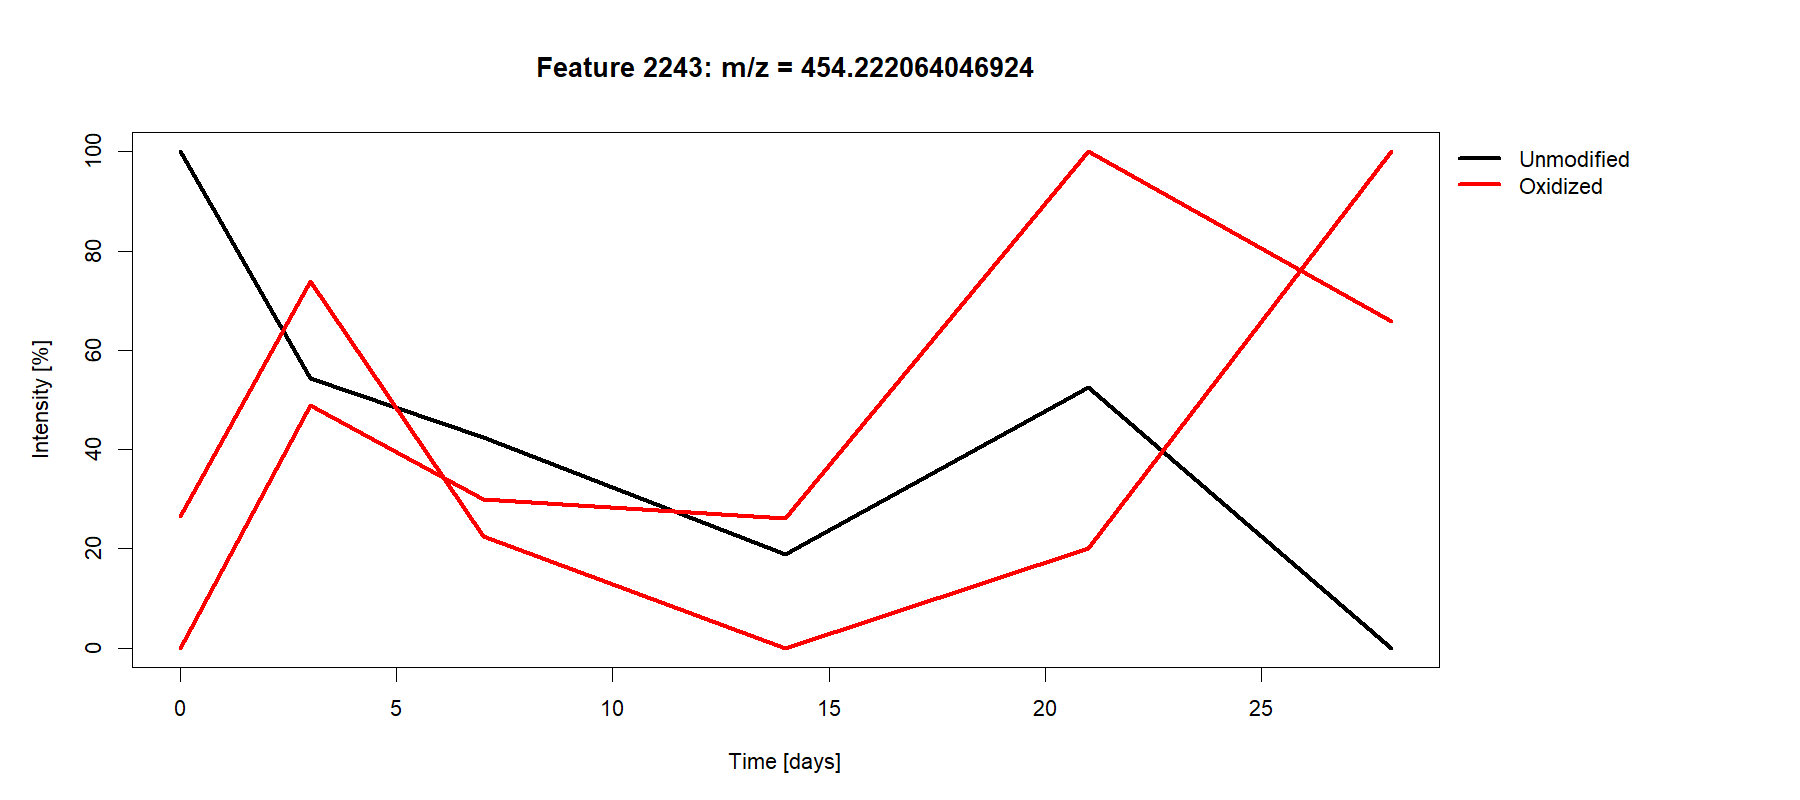 Feature 2243: m/z = 454.222064046924
Unmodified
Oxidized
Intensity [%]
100
80
60
40
20
0
0 5 10 15 20 25
Time [days]